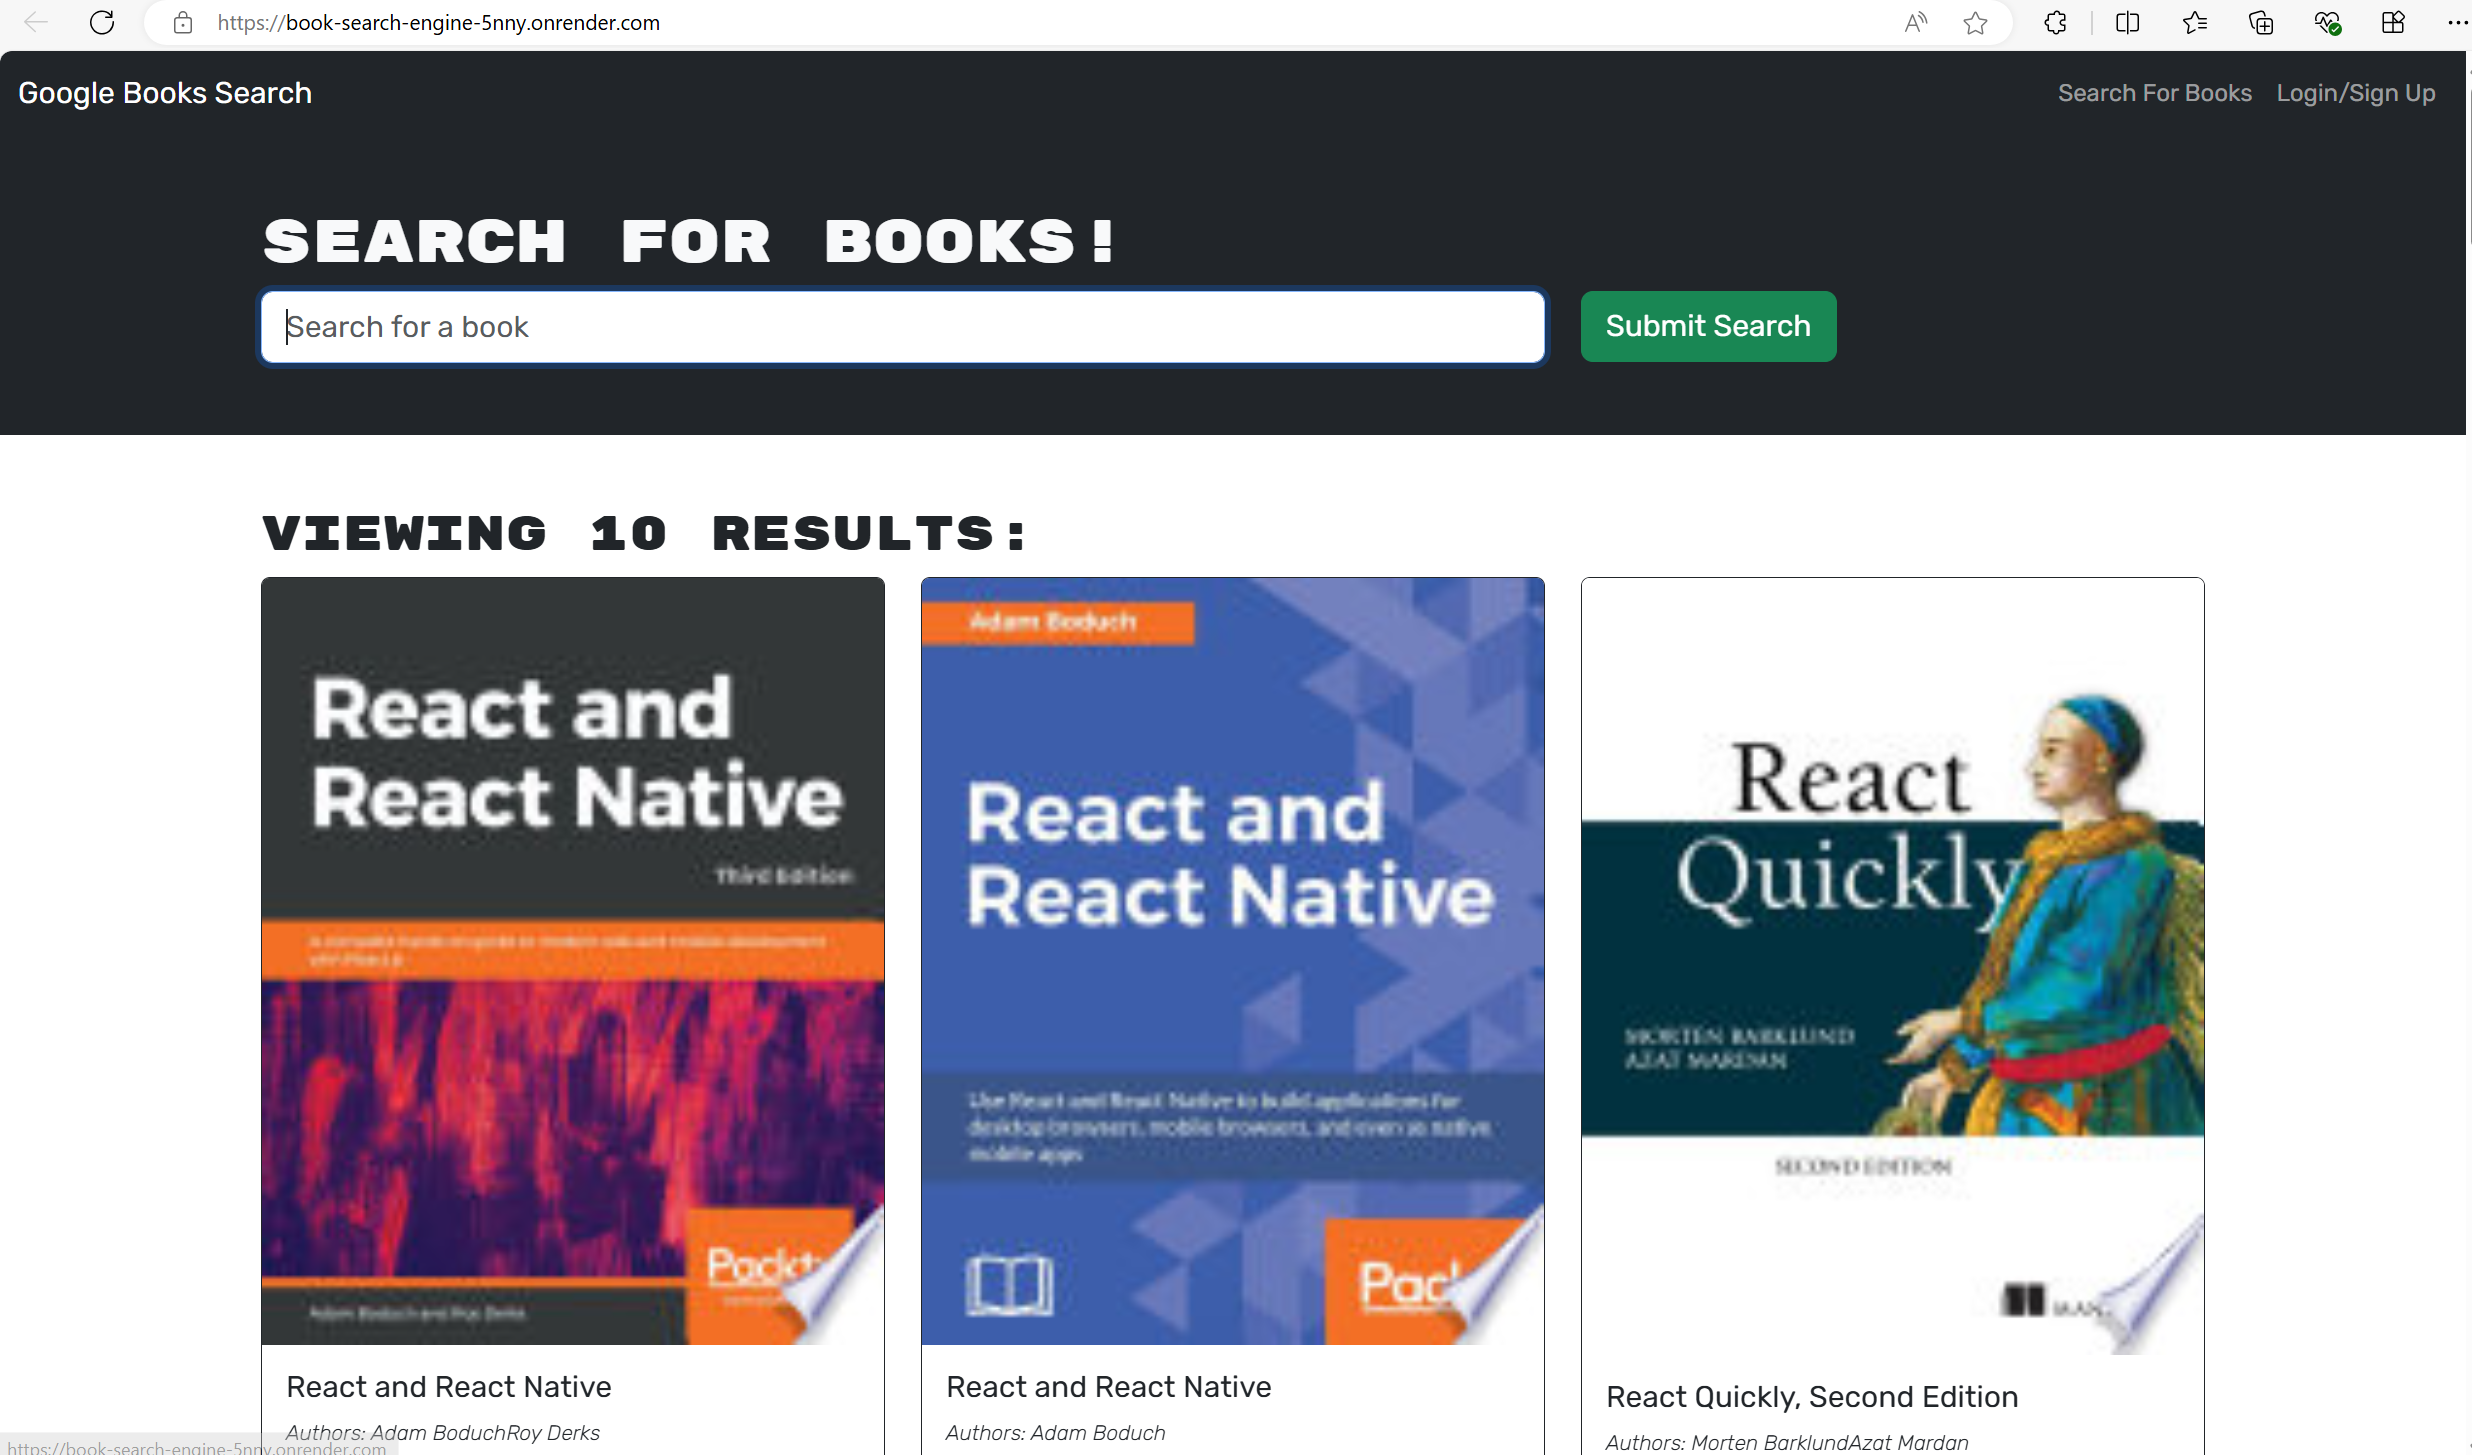 https://book-search-engine-5nny.onrender.com
Google Books Search
Search For Books
Login/Sign Up
SEARCH FOR BOOKS!
Search for a book
Submit Search
VIEWING 10 RESULTS:
React and
React Native
Third Edition
Packt
Adam Boduch and Roy Derks
React and React Native
Authors: Adam BoduchRoy Derks
Adam Boduch
React and
React Native
Use React and React Native to build applications for
desktop browsers, mobile browsers, and even as native
mobile apps
Pac
React and React Native
Authors: Adam Boduch
React
Quickly
MORTEN BARKLUND
AZAT MARDAN
SECOND EDITION
MAN
React Quickly, Second Edition
Authors: Morten BarklundAzat Mardan
https://book-search-engine-5nny.onrender.com